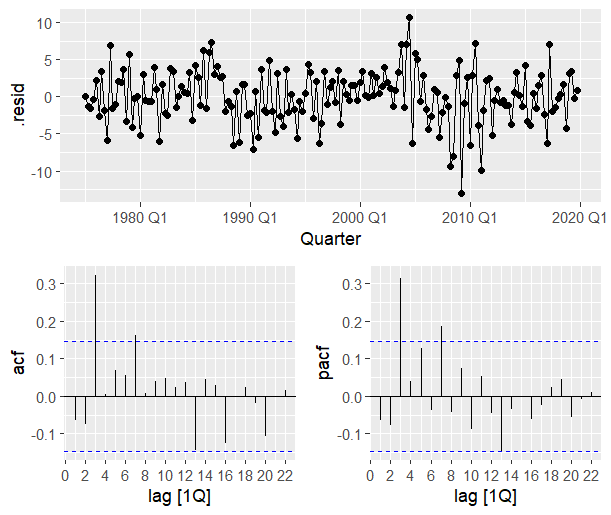 10
5
0
-5
-10
.resid
1980 Q1 1990 Q1 2000 Q1 2010 Q1 2020 Q1
Quarter
0.3
0.2
0.1
0.0
-0.1
acf
0 2 4 6 8 10 12 14 16 18 20 22
lag [1Q]
0.3
0.2
0.1
0.0
-0.1
pacf
0 2 4 6 8 10 12 14 16 18 20 22
lag [1Q]